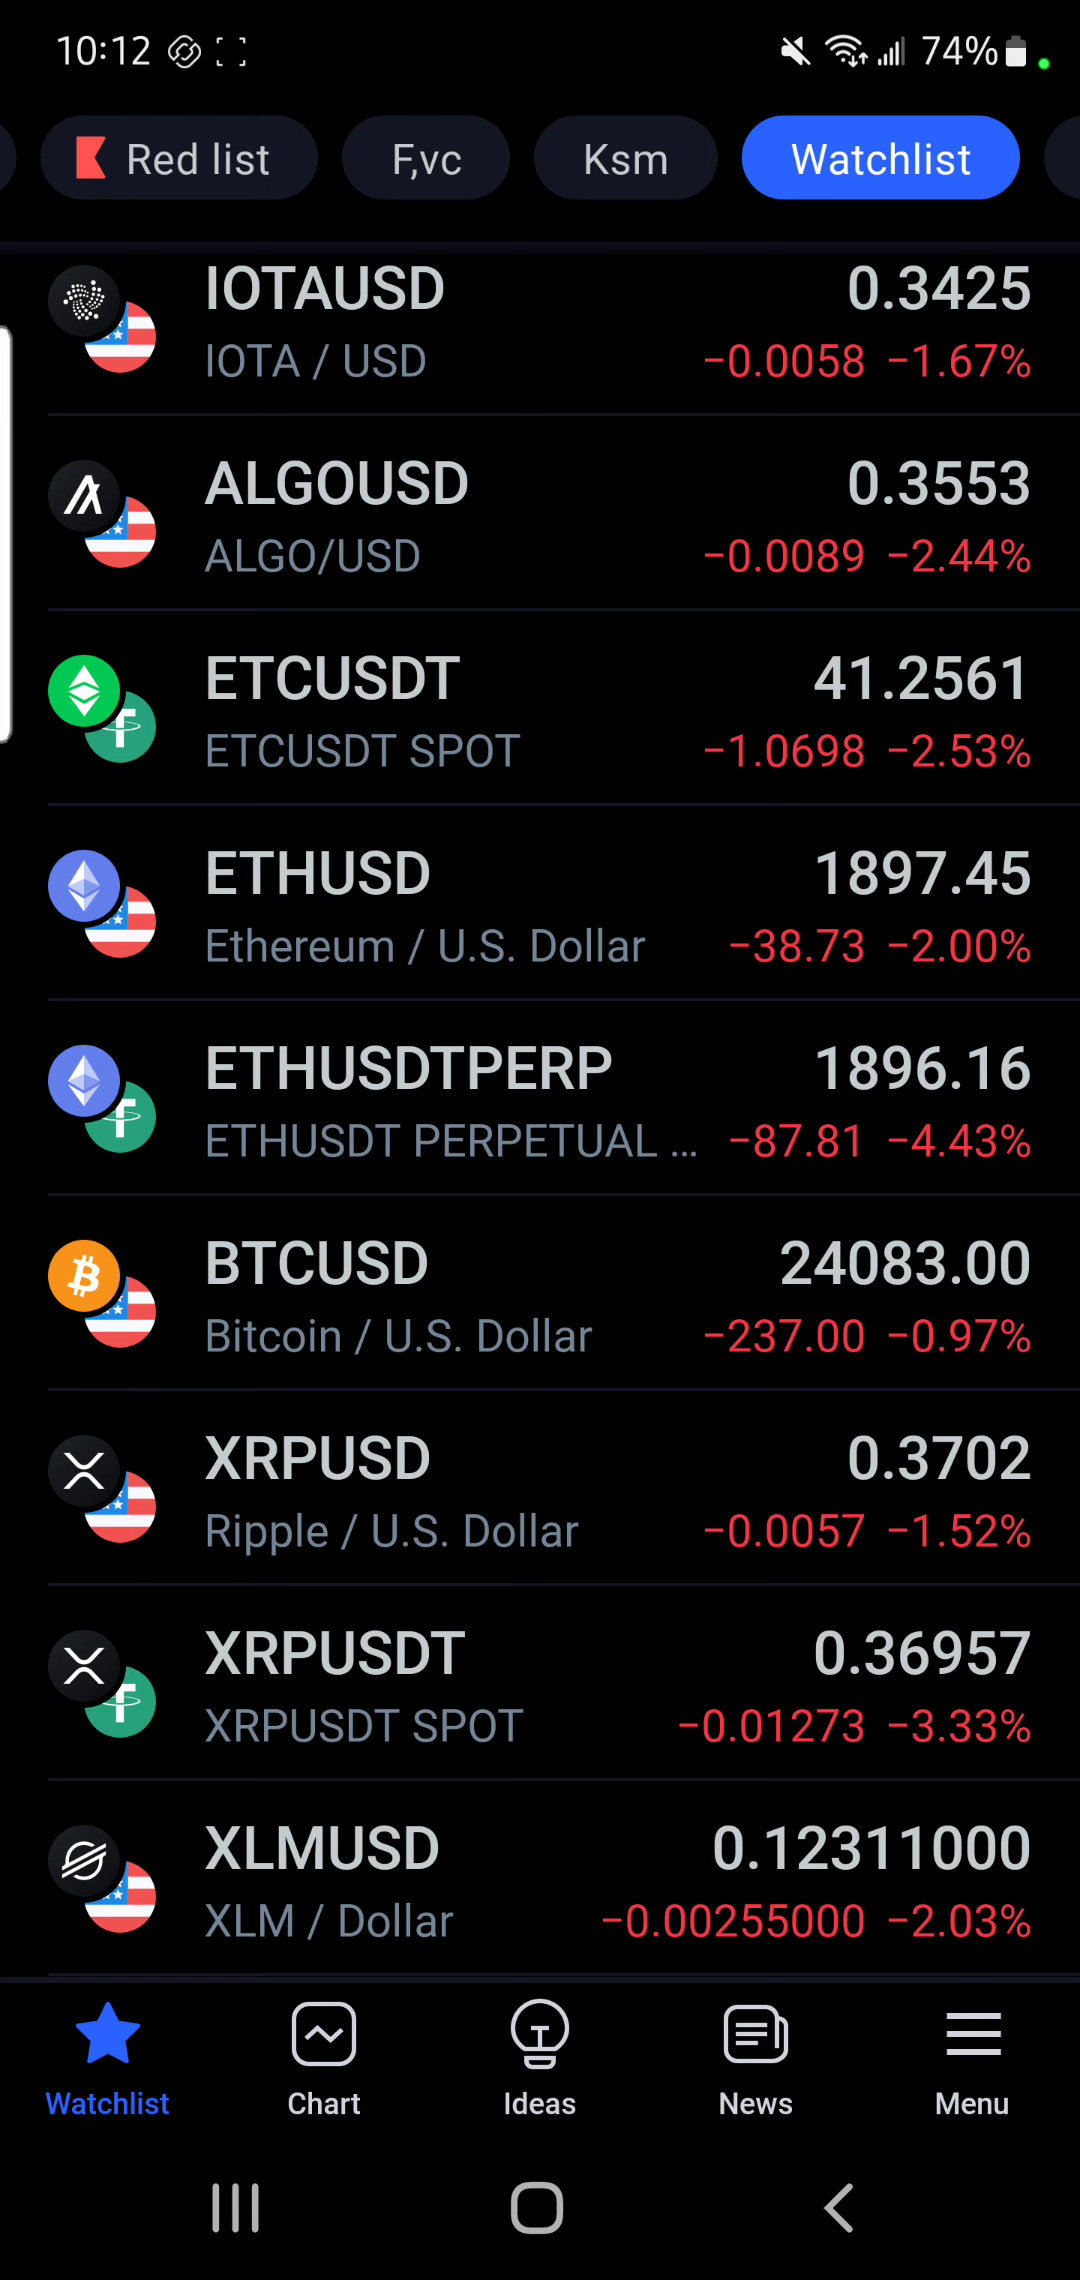 10:12 74%
Red list F,vc Ksm Watchlist
IOTAUSD 0.3425
IOTA / USD −0.0058 −1.67%
ALGOUSD 0.3553
ALGO/USD −0.0089 −2.44%
ETCUSDT 41.2561
ETCUSDT SPOT −1.0698 −2.53%
ETHUSD 1897.45
Ethereum / U.S. Dollar −38.73 −2.00%
ETHUSDTPERP 1896.16
ETHUSDT PERPETUAL ... −87.81 −4.43%
BTCUSD 24083.00
Bitcoin / U.S. Dollar −237.00 −0.97%
XRPUSD 0.3702
Ripple / U.S. Dollar −0.0057 −1.52%
XRPUSDT 0.36957
XRPUSDT SPOT −0.01273 −3.33%
XLMUSD 0.12311000
XLM / Dollar −0.00255000 −2.03%
Watchlist Chart Ideas News Menu